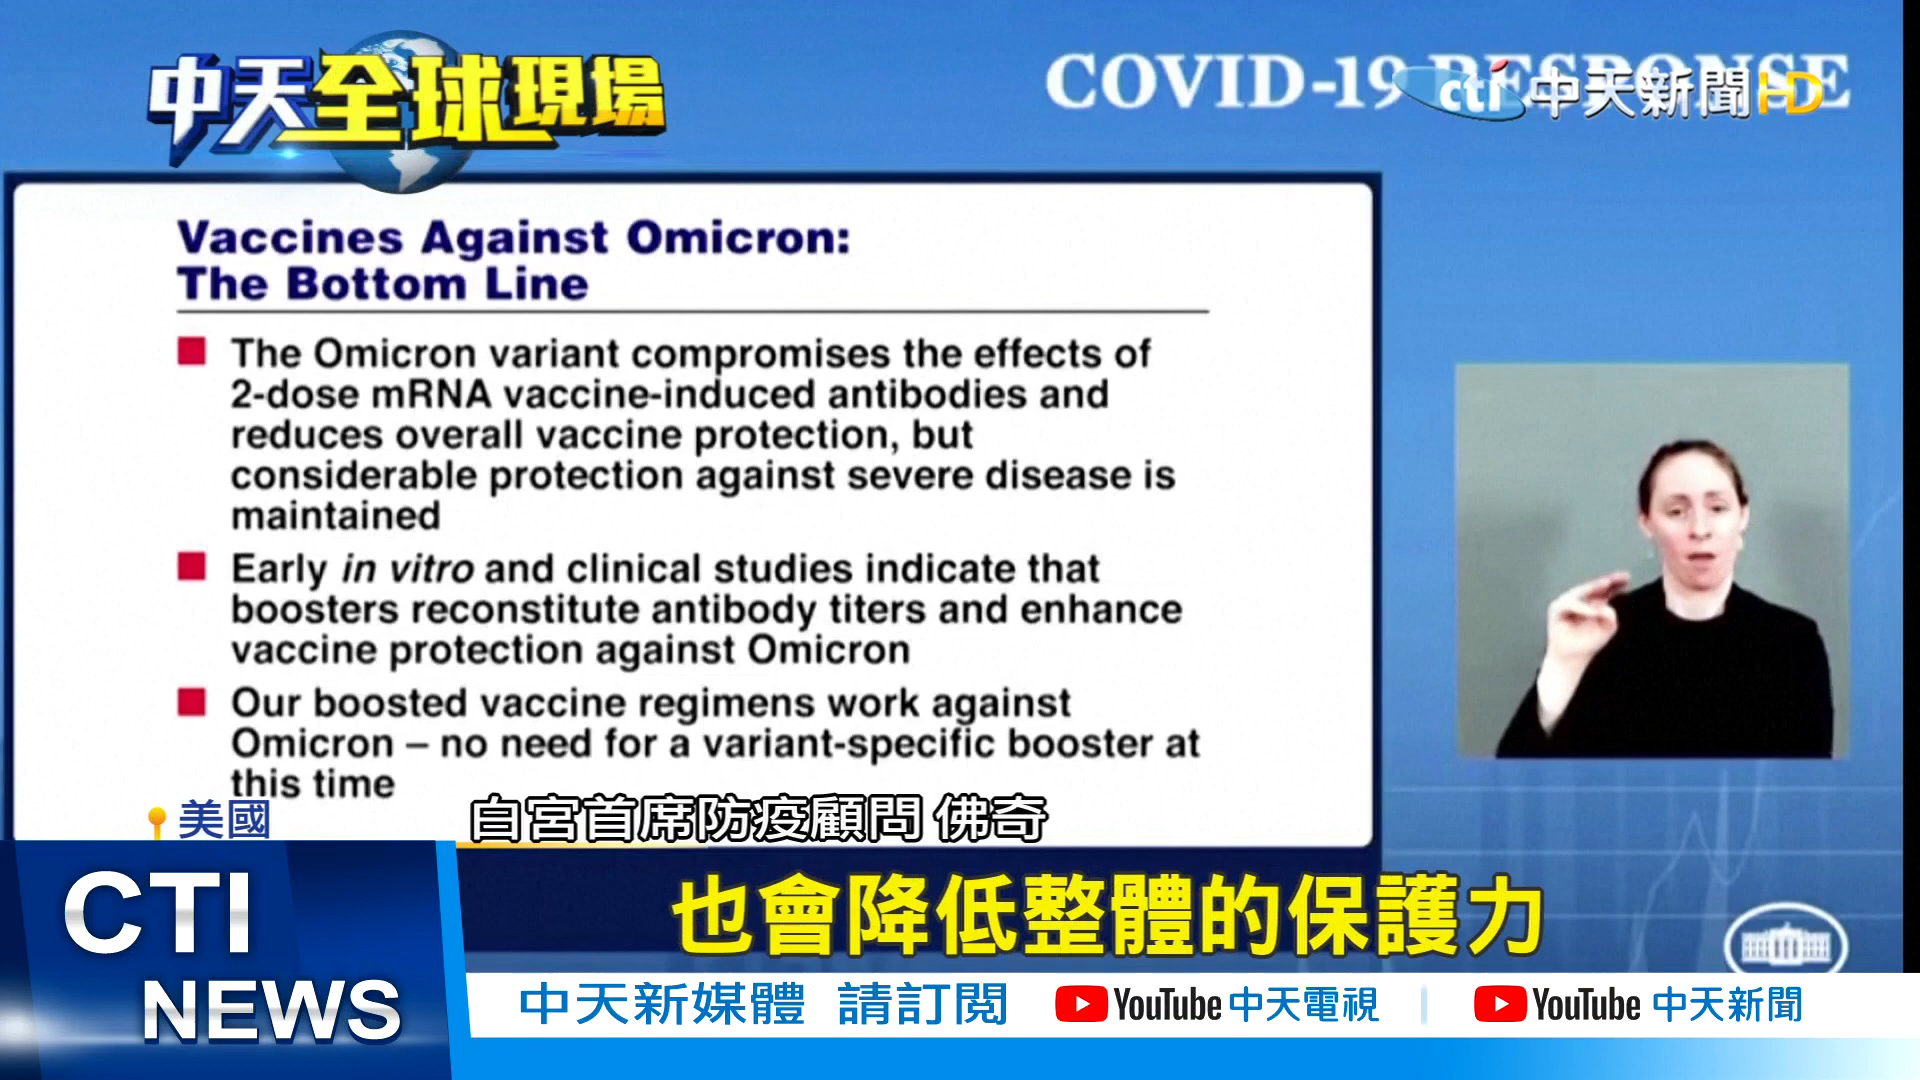 中天全球現場
COVID-19 RESPONSE
cti 中天新聞 HD
Vaccines Against Omicron:
The Bottom Line
The Omicron variant compromises the effects of
2-dose mRNA vaccine-induced antibodies and
reduces overall vaccine protection, but
considerable protection against severe disease is
maintained
Early in vitro and clinical studies indicate that
boosters reconstitute antibody titers and enhance
vaccine protection against Omicron
Our boosted vaccine regimens work against
Omicron – no need for a variant-specific booster at
this time
美國
白宮首席防疫顧問 佛奇
CTI
NEWS
也會降低整體的保護力
中天新媒體 請訂閱 YouTube 中天電視 | YouTube 中天新聞